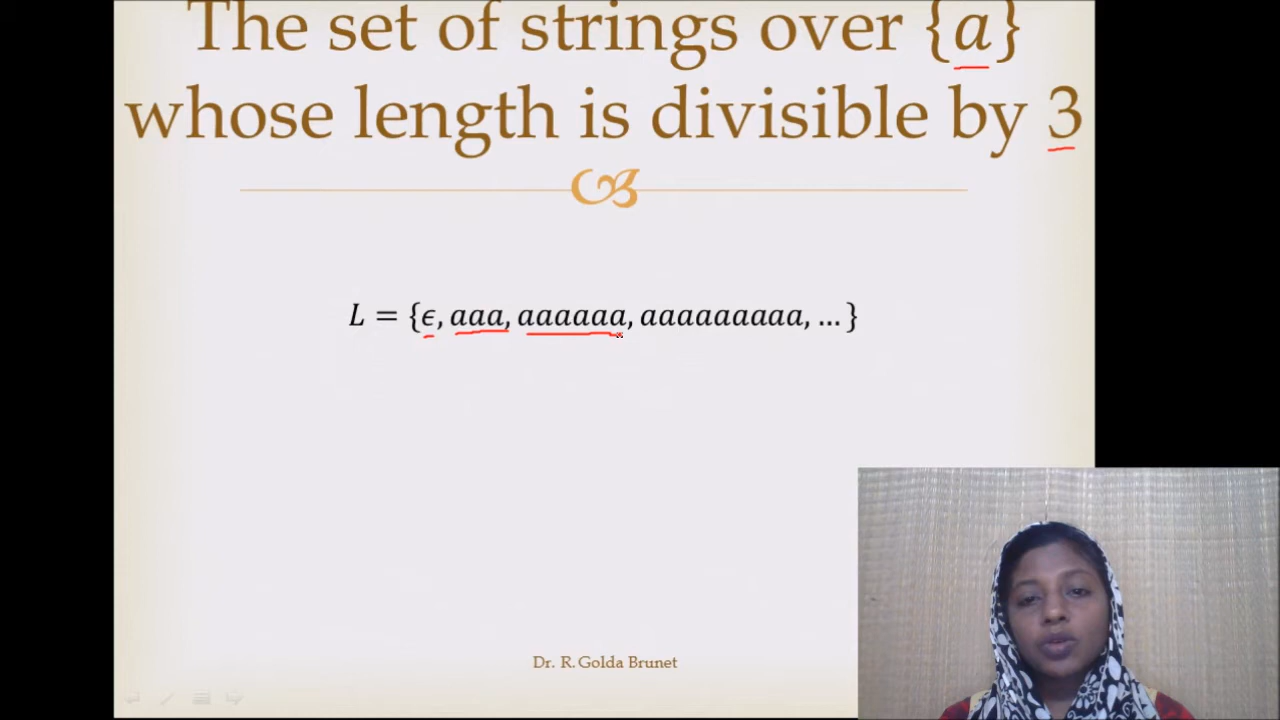 The set of strings over {a}
whose length is divisible by 3
L = {ϵ, aaa, aaaaaa, aaaaaaaaa, ...}
Dr. R. Golda Brunet